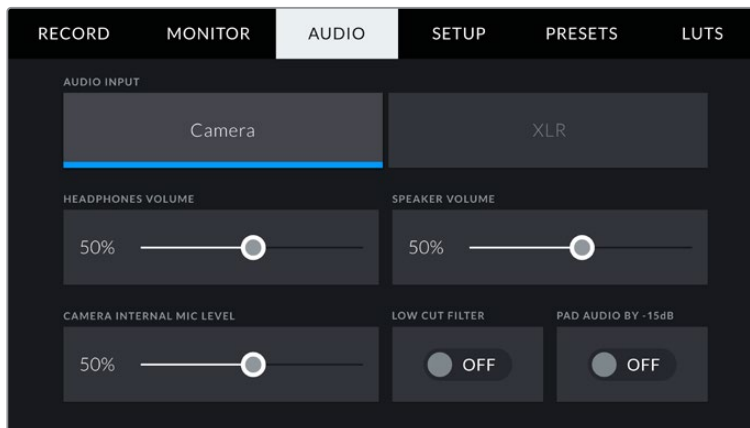 RECORD MONITOR AUDIO SETUP PRESETS LUTS
AUDIO INPUT
Camera XLR
HEADPHONES VOLUME SPEAKER VOLUME
50% 50%
CAMERA INTERNAL MIC LEVEL LOW CUT FILTER PAD AUDIO BY -15dB
50% OFF OFF